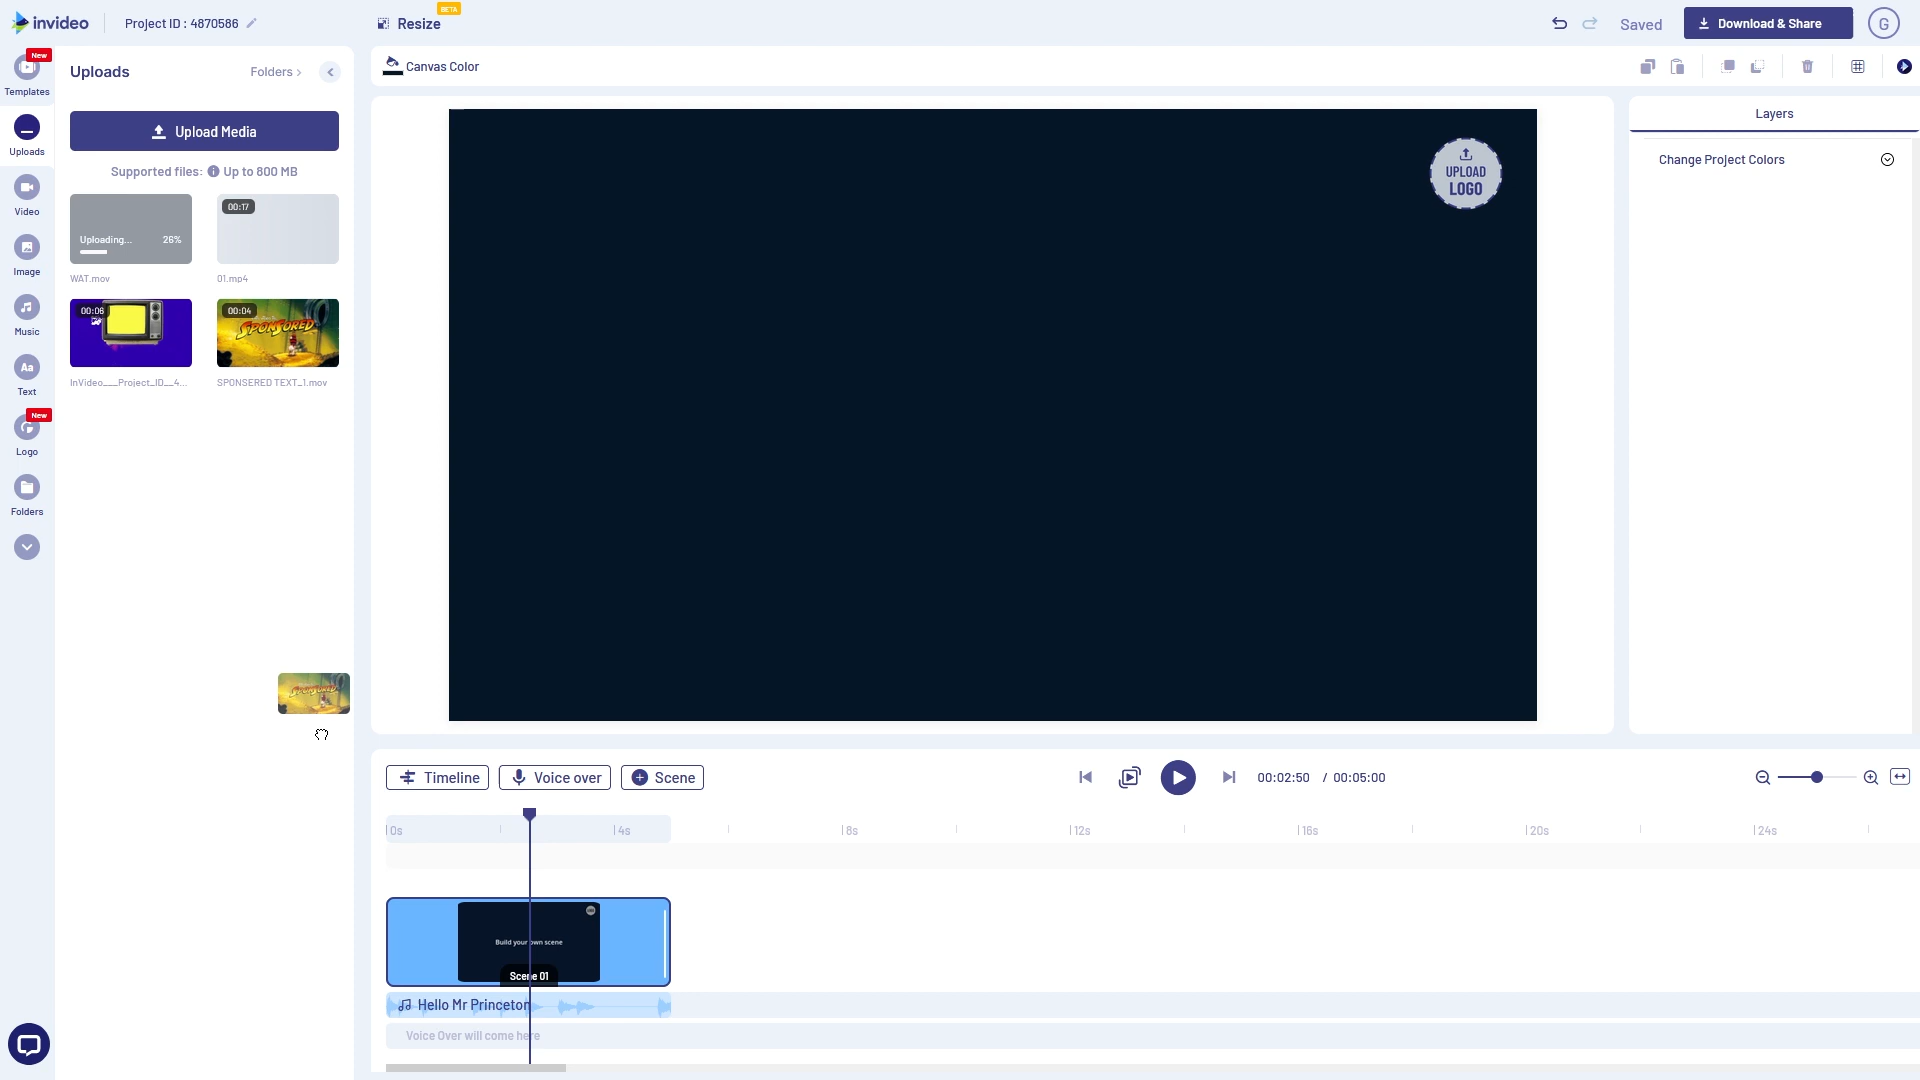 invideo
Project ID : 4870586
Resize
BETA
Saved
Download & Share
G
New
Templates
Uploads
Video
Image
Music
Aa
Text
New
Logo
Folders
Uploads
Folders
Upload Media
Supported files: Up to 800 MB
Uploading... 26%
WAT.mov
00:17
01.mp4
00:06
InVideo___Project_ID__4...
00:04
SPONSORED
SPONSERED TEXT_1.mov
SPONSORED
Canvas Color
UPLOAD
LOGO
Layers
Change Project Colors
Timeline
Voice over
Scene
00:02:50 / 00:05:00
0s 4s 8s 12s 16s 20s 24s
Build your own scene
Scene 01
Hello Mr Princeton
Voice Over will come here